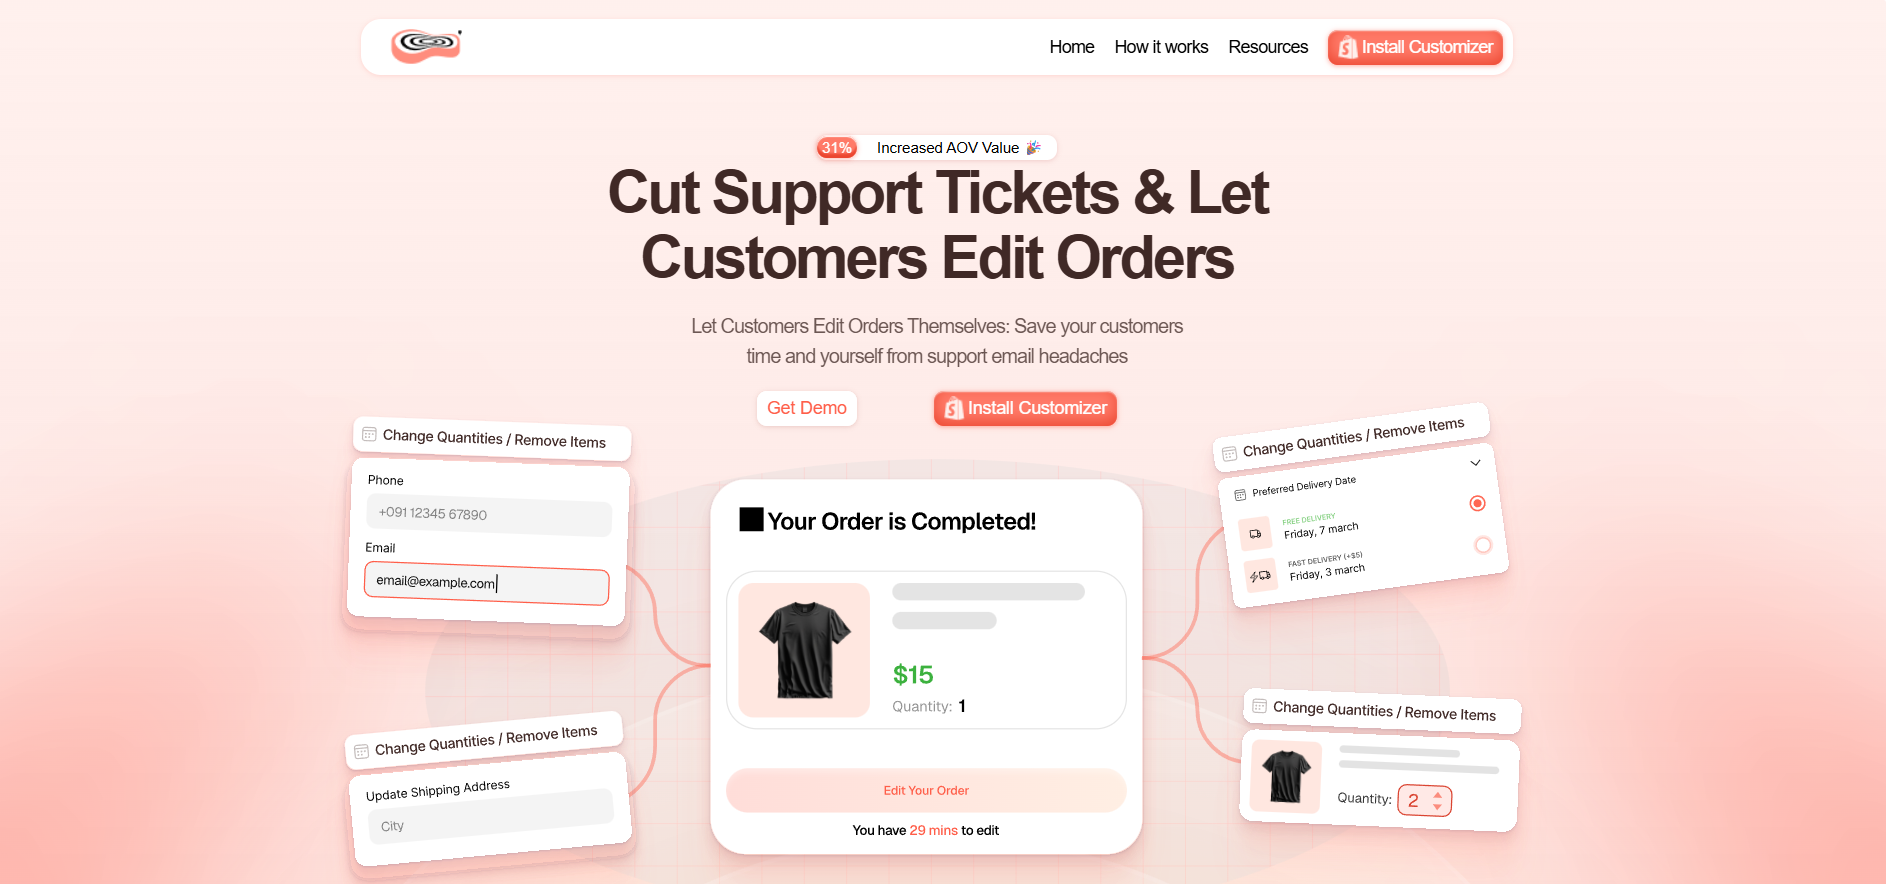 Home
How it works
Resources
Install Customizer
31%
Increased AOV Value 🎉
Cut Support Tickets & Let
Customers Edit Orders
Let Customers Edit Orders Themselves: Save your customers
time and yourself from support email headaches
Get Demo
Install Customizer
Change Quantities / Remove Items
Phone
+091 12345 67890
Email
email@example.com
Change Quantities / Remove Items
Update Shipping Address
City
Your Order is Completed!
$15
Quantity: 1
Edit Your Order
You have 29 mins to edit
Change Quantities / Remove Items
Preferred Delivery Date
FREE DELIVERY
Friday, 7 march
FAST DELIVERY (+$5)
Friday, 3 march
Change Quantities / Remove Items
Quantity: 2